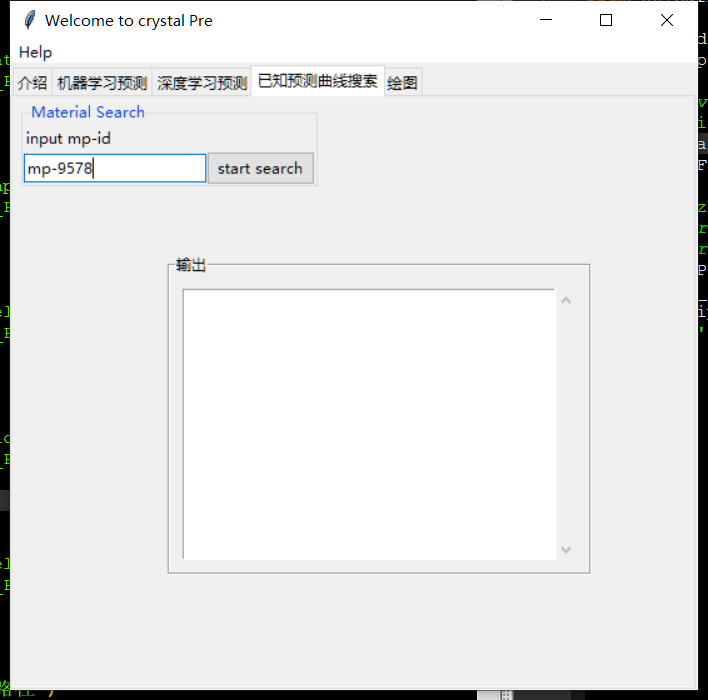 Welcome to crystal Pre
Help
介绍 机器学习预测 深度学习预测 已知预测曲线搜索 绘图
Material Search
input mp-id
mp-9578 start search
输出